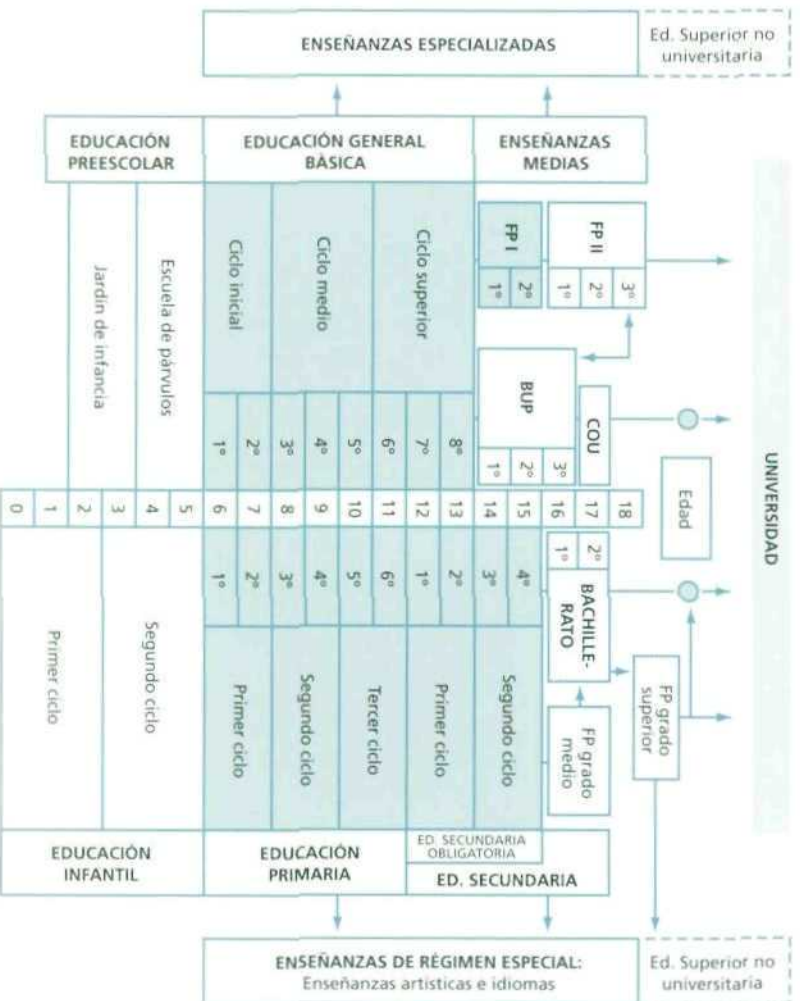 ENSEÑANZAS ESPECIALIZADAS
Ed. Superior no
universitaria
EDUCACIÓN
PREESCOLAR
EDUCACIÓN GENERAL
BÀSICA
ENSEÑANZAS
MEDIAS
Jardín de infancia
Escuela de párvulos
Ciclo inicial
Ciclo medio
Ciclo superior
FP I
1º
2º
FP II
1º
2º
3º
BUP
1º
2º
3º
COU
1º
2º
3º
4º
5º
6º
7º
8º
UNIVERSIDAD
Edad
0
1
2
3
4
5
6
7
8
9
10
11
12
13
14
15
16
17
18
1º
2º
3º
4º
5º
6º
1º
2º
3º
4º
1º
2º
BACHILLE-
RATO
FP grado
superior
FP grado
medio
Primer ciclo
Segundo ciclo
Primer ciclo
Segundo ciclo
Tercer ciclo
Primer ciclo
Segundo ciclo
EDUCACIÓN
INFANTIL
EDUCACIÓN
PRIMARIA
ED. SECUNDARIA
OBLIGATORIA
ED. SECUNDARIA
ENSEÑANZAS DE RÉGIMEN ESPECIAL:
Enseñanzas artísticas e idiomas
Ed. Superior no
universitaria